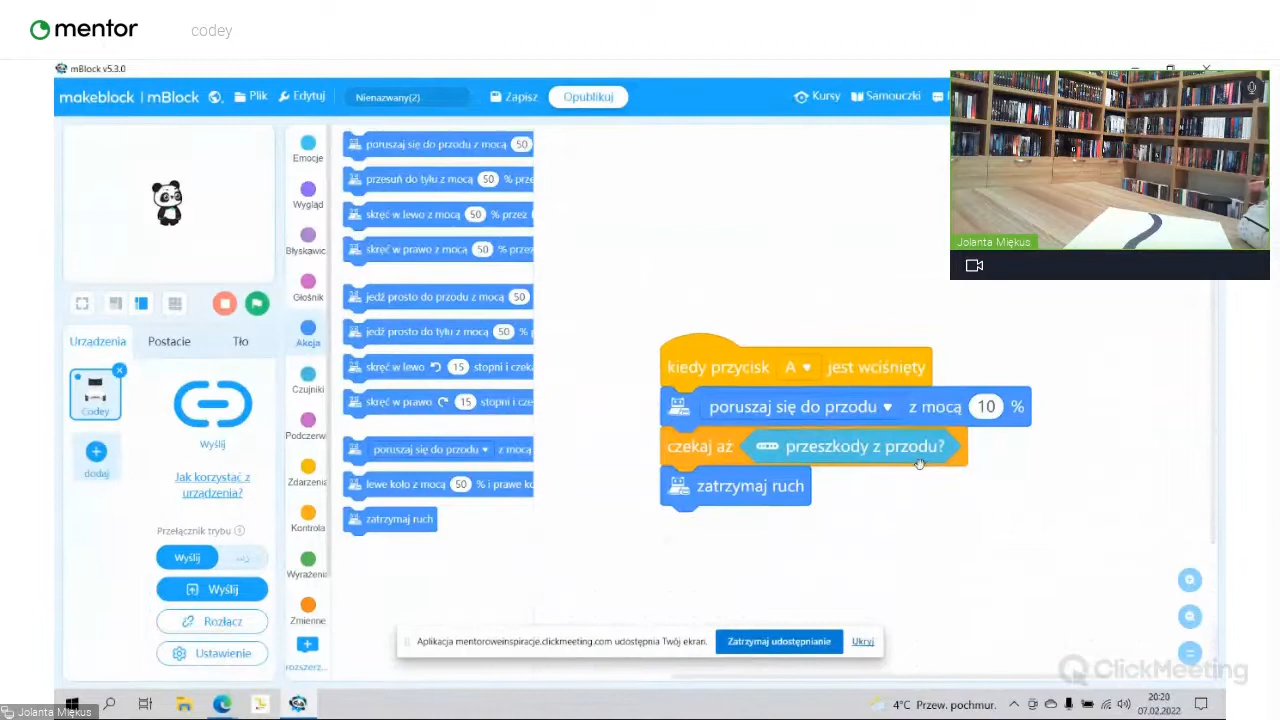 mentor
codey
mBlock v5.3.0
makeblock | mBlock
Plik
Edytuj
Nienazwany(2)
Zapisz
Opublikuj
Kursy
Samouczki
Emocje
Wygląd
Błyskawic
Głośnik
Akcja
Czujniki
Podczerw
Zdarzenia
Kontrola
Wyrażenia
Zmienne
rozszerz...
poruszaj się do przodu z mocą 50
przesuń do tyłu z mocą 50 % prze
skręć w lewo z mocą 50 % przez
skręć w prawo z mocą 50 % przez
jedź prosto do przodu z mocą 50
jedź prosto do tyłu z mocą 50 %
skręć w lewo 15 stopni i czek
skręć w prawo 15 stopni i cze
poruszaj się do przodu z mocą
lewe koło z mocą 50 % i prawe ko
zatrzymaj ruch
kiedy przycisk A jest wciśnięty
poruszaj się do przodu z mocą 10 %
czekaj aż przeszkody z przodu?
zatrzymaj ruch
Jolanta Miękus
Urządzenia
Postacie
Tło
Codey
dodaj
Wyślij
Jak korzystać z
urządzenia?
Przełącznik trybu
Wyślij
Wyślij
Rozłącz
Ustawienie
Aplikacja mentoroweinspiracje.clickmeeting.com udostępnia Twój ekran.
Zatrzymaj udostępnianie
Ukryj
ClickMeeting
4°C Przew. pochmur.
20:20
07.02.2022
Jolanta Miękus